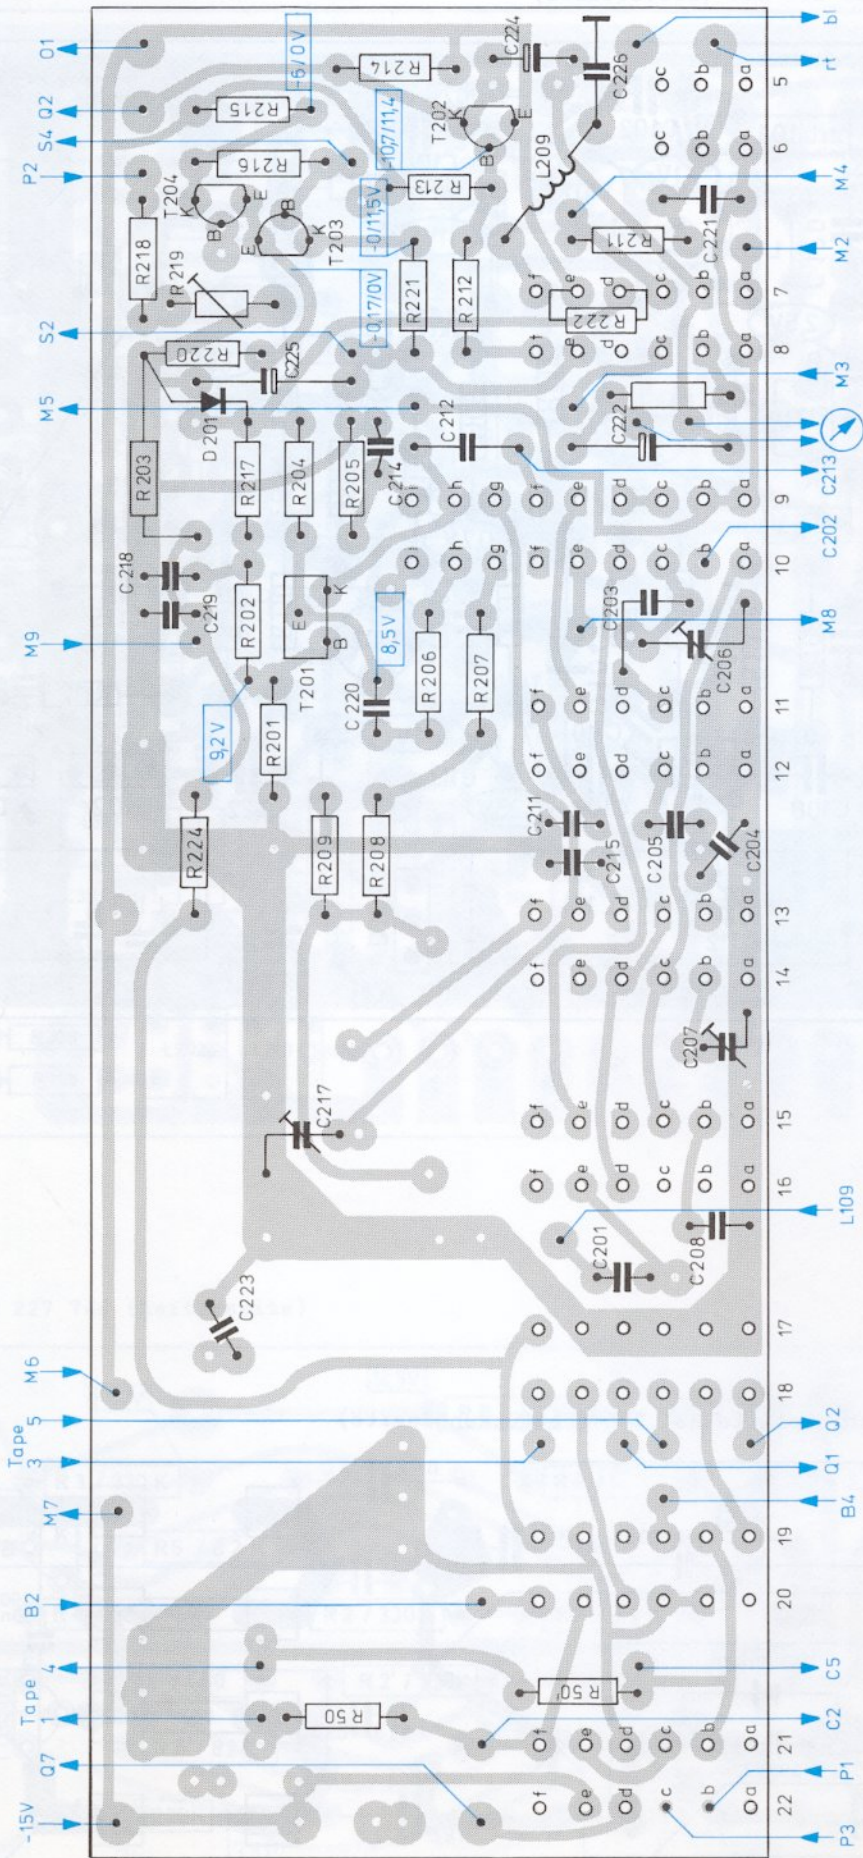 -15V
Q7
Tape
1
4
B2
M7
Tape
3
5
M6
9,2V
M9
M5
S2
P2
S4
Q2
O1
-6/0V
10,7/11,4
-0/11,5V
-0,17/0V
8,5V
R214
R215
R216
T204
K
E
B
E
B
K
T203
R218
R219
R220
C225
D201
R203
R217
R204
R205
C214
C218
C219
R202
T201
E
K
B
R201
C220
R206
R207
R224
R209
R208
C217
C223
R50
R50'
C224
C226
T202
K
E
B
L209
R213
R221
R212
R211
C221
R222
C212
C222
C203
C206
C211
C215
C205
C204
C207
C201
C208
c b a
5
c b a
6
f e d c b a
7
f e d c b a
8
i h g f e d c b a
9
i h g f e d c b a
10
f e d c b a
11
f e d c b a
12
f e d c b a
13
f e d c b a
14
f e d c b a
15
f e d c b a
16
17
18
19
20
f e d c b a
21
f e d c b a
22
bl
rt
M4
M2
M3
C213
C202
M8
L109
Q2
Q1
B4
C5
C2
P1
P3